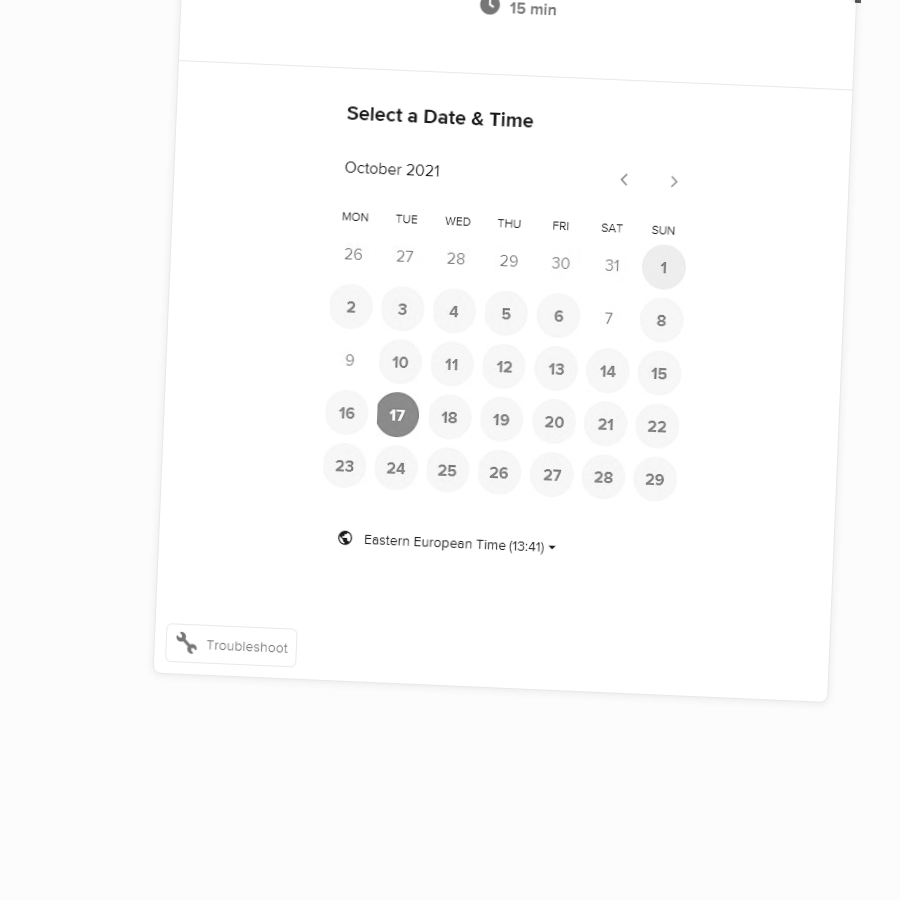 15 min
Select a Date & Time
October 2021
MON TUE WED THU FRI SAT SUN
26 27 28 29 30 31 1
2 3 4 5 6 7 8
9 10 11 12 13 14 15
16 17 18 19 20 21 22
23 24 25 26 27 28 29
Eastern European Time (13:41)
Troubleshoot